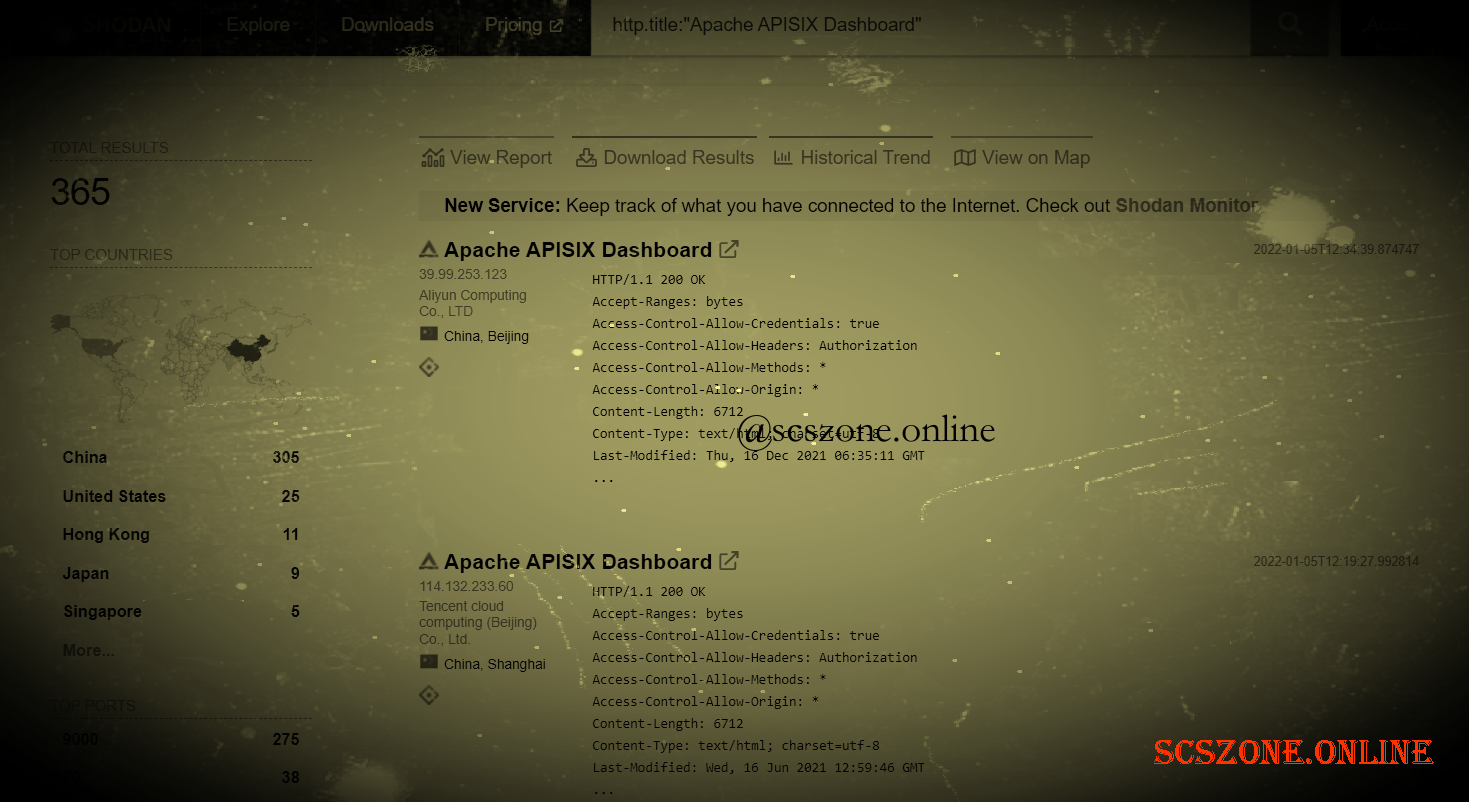 SHODAN
Explore
Downloads
Pricing
http.title:"Apache APISIX Dashboard"
TOTAL RESULTS
365
TOP COUNTRIES
China 305
United States 25
Hong Kong 11
Japan 9
Singapore 5
More...
TOP PORTS
9000 275
38
View Report
Download Results
Historical Trend
View on Map
New Service: Keep track of what you have connected to the Internet. Check out Shodan Monitor
Apache APISIX Dashboard
2022-01-05T12:34:39.874747
39.99.253.123
Aliyun Computing
Co., LTD
China, Beijing
HTTP/1.1 200 OK
Accept-Ranges: bytes
Access-Control-Allow-Credentials: true
Access-Control-Allow-Headers: Authorization
Access-Control-Allow-Methods: *
Access-Control-Allow-Origin: *
Content-Length: 6712
Content-Type: text/html; charset=utf-8
Last-Modified: Thu, 16 Dec 2021 06:35:11 GMT
...
@scszone.online
Apache APISIX Dashboard
2022-01-05T12:19:27.992814
114.132.233.60
Tencent cloud
computing (Beijing)
Co., Ltd.
China, Shanghai
HTTP/1.1 200 OK
Accept-Ranges: bytes
Access-Control-Allow-Credentials: true
Access-Control-Allow-Headers: Authorization
Access-Control-Allow-Methods: *
Access-Control-Allow-Origin: *
Content-Length: 6712
Content-Type: text/html; charset=utf-8
Last-Modified: Wed, 16 Jun 2021 12:59:46 GMT
...
SCSZONE.ONLINE